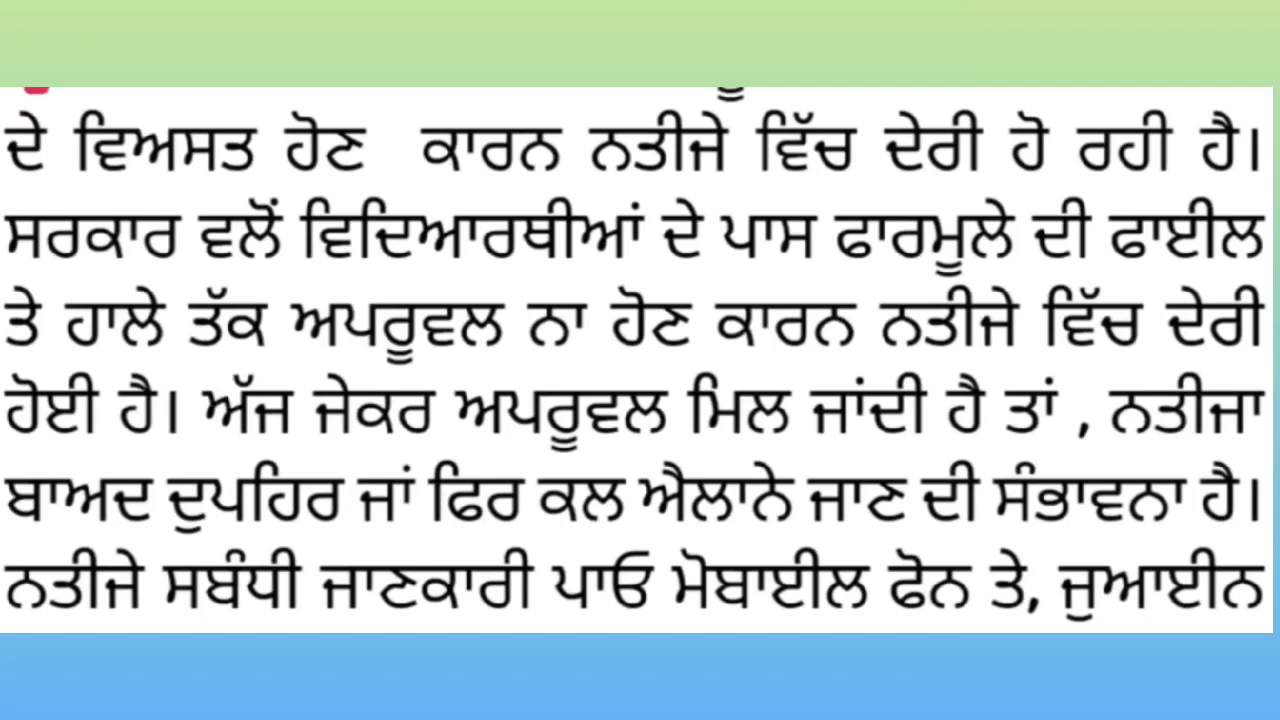 ਦੇ ਵਿਅਸਤ ਹੋਣ ਕਾਰਨ ਨਤੀਜੇ ਵਿੱਚ ਦੇਰੀ ਹੋ ਰਹੀ ਹੈ।
ਸਰਕਾਰ ਵਲੋਂ ਵਿਦਿਆਰਥੀਆਂ ਦੇ ਪਾਸ ਫਾਰਮੂਲੇ ਦੀ ਫਾਈਲ
ਤੇ ਹਾਲੇ ਤੱਕ ਅਪਰੂਵਲ ਨਾ ਹੋਣ ਕਾਰਨ ਨਤੀਜੇ ਵਿੱਚ ਦੇਰੀ
ਹੋਈ ਹੈ। ਅੱਜ ਜੇਕਰ ਅਪਰੂਵਲ ਮਿਲ ਜਾਂਦੀ ਹੈ ਤਾਂ , ਨਤੀਜਾ
ਬਾਅਦ ਦੁਪਹਿਰ ਜਾਂ ਫਿਰ ਕਲ ਐਲਾਨੇ ਜਾਣ ਦੀ ਸੰਭਾਵਨਾ ਹੈ।
ਨਤੀਜੇ ਸਬੰਧੀ ਜਾਣਕਾਰੀ ਪਾਓ ਮੋਬਾਈਲ ਫੋਨ ਤੇ, ਜੁਆਈਨ